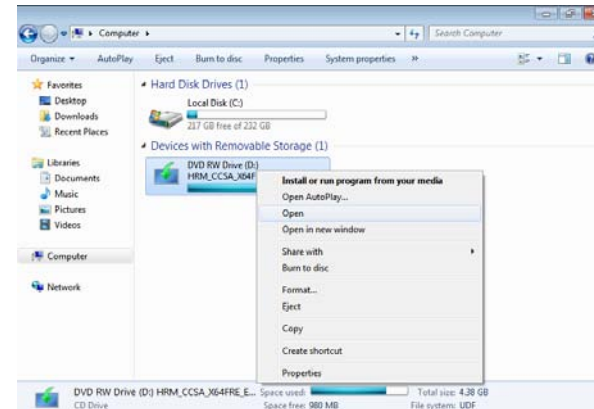 Computer
Search Computer
Organize AutoPlay Eject Burn to disc Properties System properties »
Favorites
Desktop
Downloads
Recent Places
Libraries
Documents
Music
Pictures
Videos
Computer
Network
Hard Disk Drives (1)
Local Disk (C:)
217 GB free of 232 GB
Devices with Removable Storage (1)
DVD RW Drive (D:)
HRM_CCSA_X64F
Install or run program from your media
Open AutoPlay...
Open
Open in new window
Share with
Burn to disc
Format...
Eject
Copy
Create shortcut
Properties
DVD RW Drive (D:) HRM_CCSA_X64FRE_E... Space used: Total size: 4.38 GB
CD Drive Space free: 980 MB File system: UDF